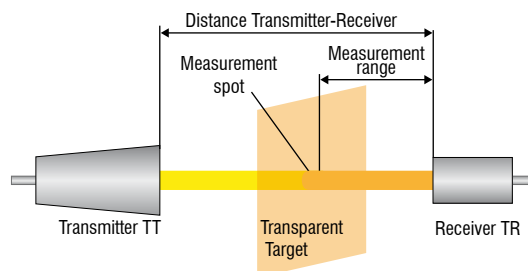 Distance Transmitter-Receiver
Measurement
range
Measurement
spot
Transmitter TT
Transparent
Target
Receiver TR